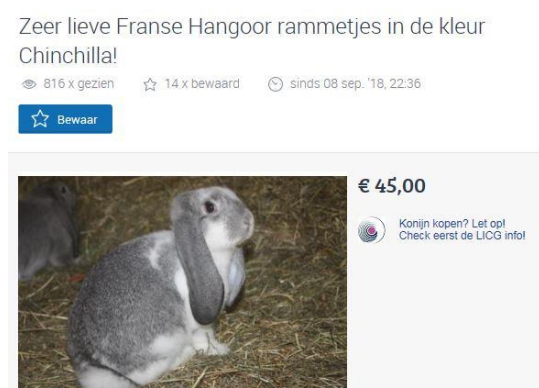 Zeer lieve Franse Hangoor rammetjes in de kleur
Chinchilla!
816 x gezien 14 x bewaard sinds 08 sep. '18, 22:36
Bewaar
€ 45,00
Konijn kopen? Let op!
Check eerst de LICG info!